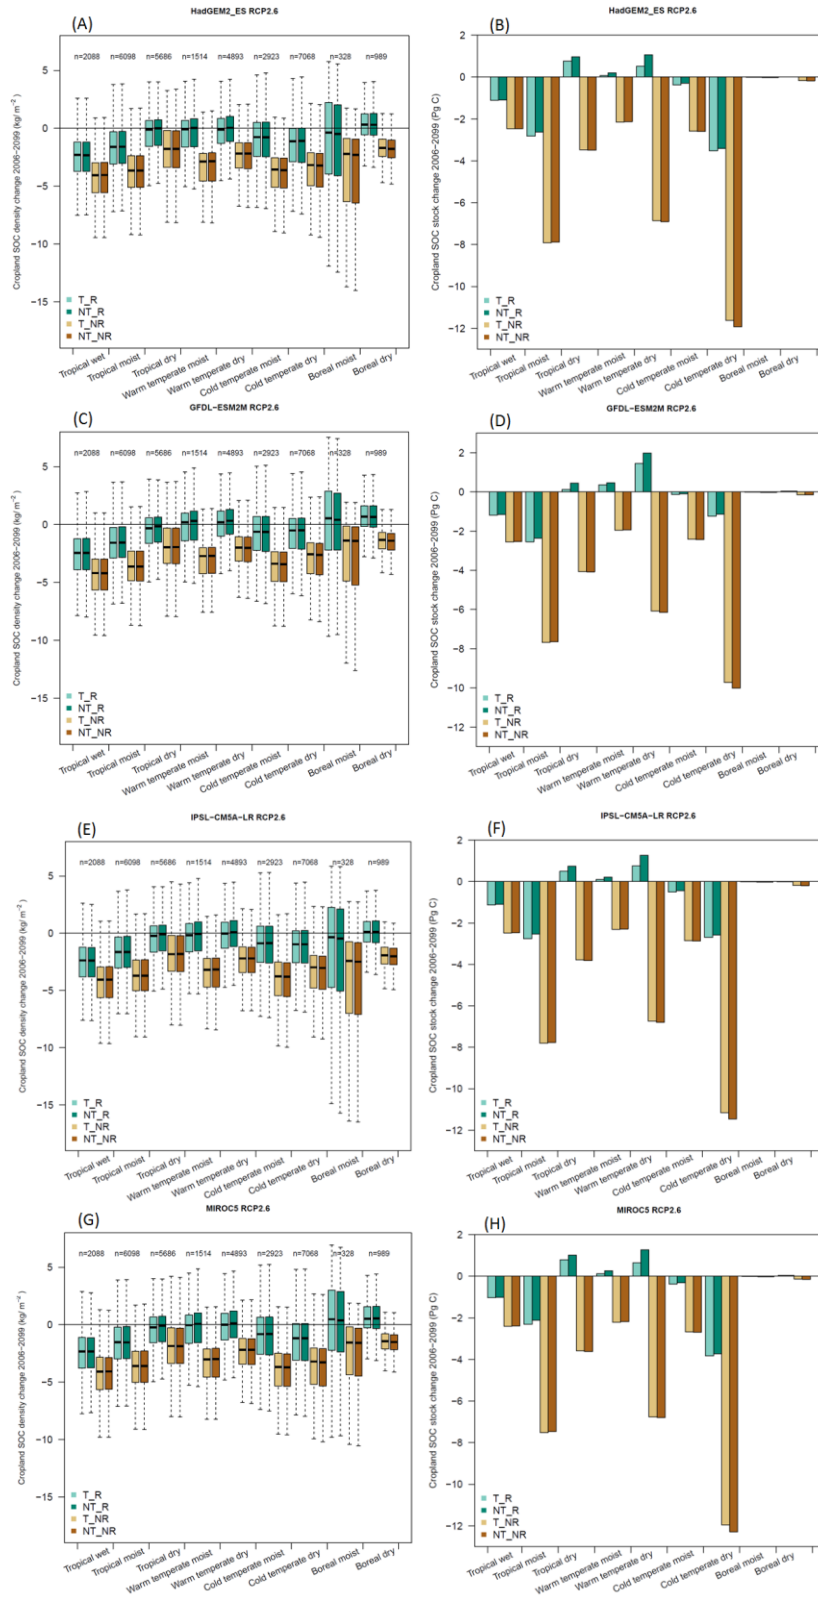 (A)
HadGEM2_ES RCP2.6
n=2088 n=6098 n=5686 n=1514 n=4893 n=2923 n=7068 n=328 n=989
Cropland SOC density change 2006−2099 (kg/ m⁻²)
5
0
−5
−10
−15
T_R
NT_R
T_NR
NT_NR
Tropical wet
Tropical moist
Tropical dry
Warm temperate moist
Warm temperate dry
Cold temperate moist
Cold temperate dry
Boreal moist
Boreal dry
(B)
HadGEM2_ES RCP2.6
Cropland SOC stock change 2006−2099 (Pg C)
2
0
−2
−4
−6
−8
−10
−12
T_R
NT_R
T_NR
NT_NR
Tropical wet
Tropical moist
Tropical dry
Warm temperate moist
Warm temperate dry
Cold temperate moist
Cold temperate dry
Boreal moist
Boreal dry
(C)
GFDL−ESM2M RCP2.6
n=2088 n=6098 n=5686 n=1514 n=4893 n=2923 n=7068 n=328 n=989
Cropland SOC density change 2006−2099 (kg/ m⁻²)
5
0
−5
−10
−15
T_R
NT_R
T_NR
NT_NR
Tropical wet
Tropical moist
Tropical dry
Warm temperate moist
Warm temperate dry
Cold temperate moist
Cold temperate dry
Boreal moist
Boreal dry
(D)
GFDL−ESM2M RCP2.6
Cropland SOC stock change 2006−2099 (Pg C)
2
0
−2
−4
−6
−8
−10
−12
T_R
NT_R
T_NR
NT_NR
Tropical wet
Tropical moist
Tropical dry
Warm temperate moist
Warm temperate dry
Cold temperate moist
Cold temperate dry
Boreal moist
Boreal dry
(E)
IPSL−CM5A−LR RCP2.6
n=2088 n=6098 n=5686 n=1514 n=4893 n=2923 n=7068 n=328 n=989
Cropland SOC density change 2006−2099 (kg/ m⁻²)
5
0
−5
−10
−15
T_R
NT_R
T_NR
NT_NR
Tropical wet
Tropical moist
Tropical dry
Warm temperate moist
Warm temperate dry
Cold temperate moist
Cold temperate dry
Boreal moist
Boreal dry
(F)
IPSL−CM5A−LR RCP2.6
Cropland SOC stock change 2006−2099 (Pg C)
2
0
−2
−4
−6
−8
−10
−12
T_R
NT_R
T_NR
NT_NR
Tropical wet
Tropical moist
Tropical dry
Warm temperate moist
Warm temperate dry
Cold temperate moist
Cold temperate dry
Boreal moist
Boreal dry
(G)
MIROC5 RCP2.6
n=2088 n=6098 n=5686 n=1514 n=4893 n=2923 n=7068 n=328 n=989
Cropland SOC density change 2006−2099 (kg/ m⁻²)
5
0
−5
−10
−15
T_R
NT_R
T_NR
NT_NR
Tropical wet
Tropical moist
Tropical dry
Warm temperate moist
Warm temperate dry
Cold temperate moist
Cold temperate dry
Boreal moist
Boreal dry
(H)
MIROC5 RCP2.6
Cropland SOC stock change 2006−2099 (Pg C)
2
0
−2
−4
−6
−8
−10
−12
T_R
NT_R
T_NR
NT_NR
Tropical wet
Tropical moist
Tropical dry
Warm temperate moist
Warm temperate dry
Cold temperate moist
Cold temperate dry
Boreal moist
Boreal dry